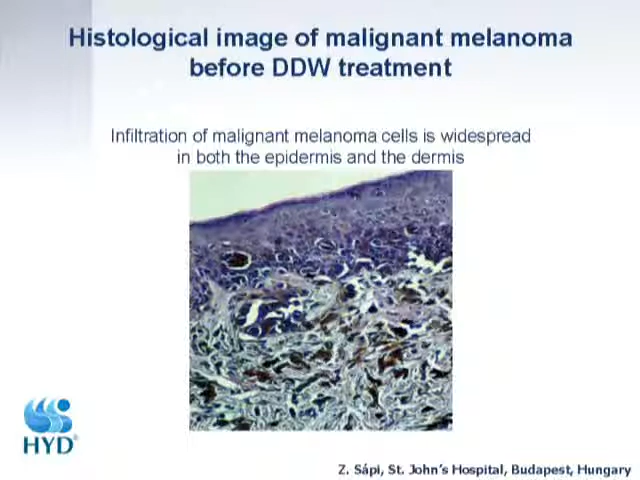 Histological image of malignant melanoma
before DDW treatment
Infiltration of malignant melanoma cells is widespread
in both the epidermis and the dermis
HYD®
Z. Sápi, St. John's Hospital, Budapest, Hungary